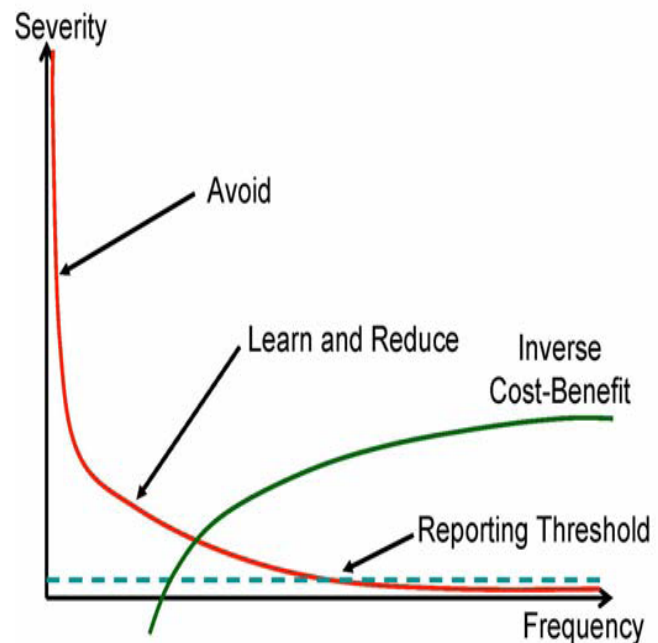 Severity
Avoid
Learn and Reduce
Inverse
Cost-Benefit
Reporting Threshold
Frequency